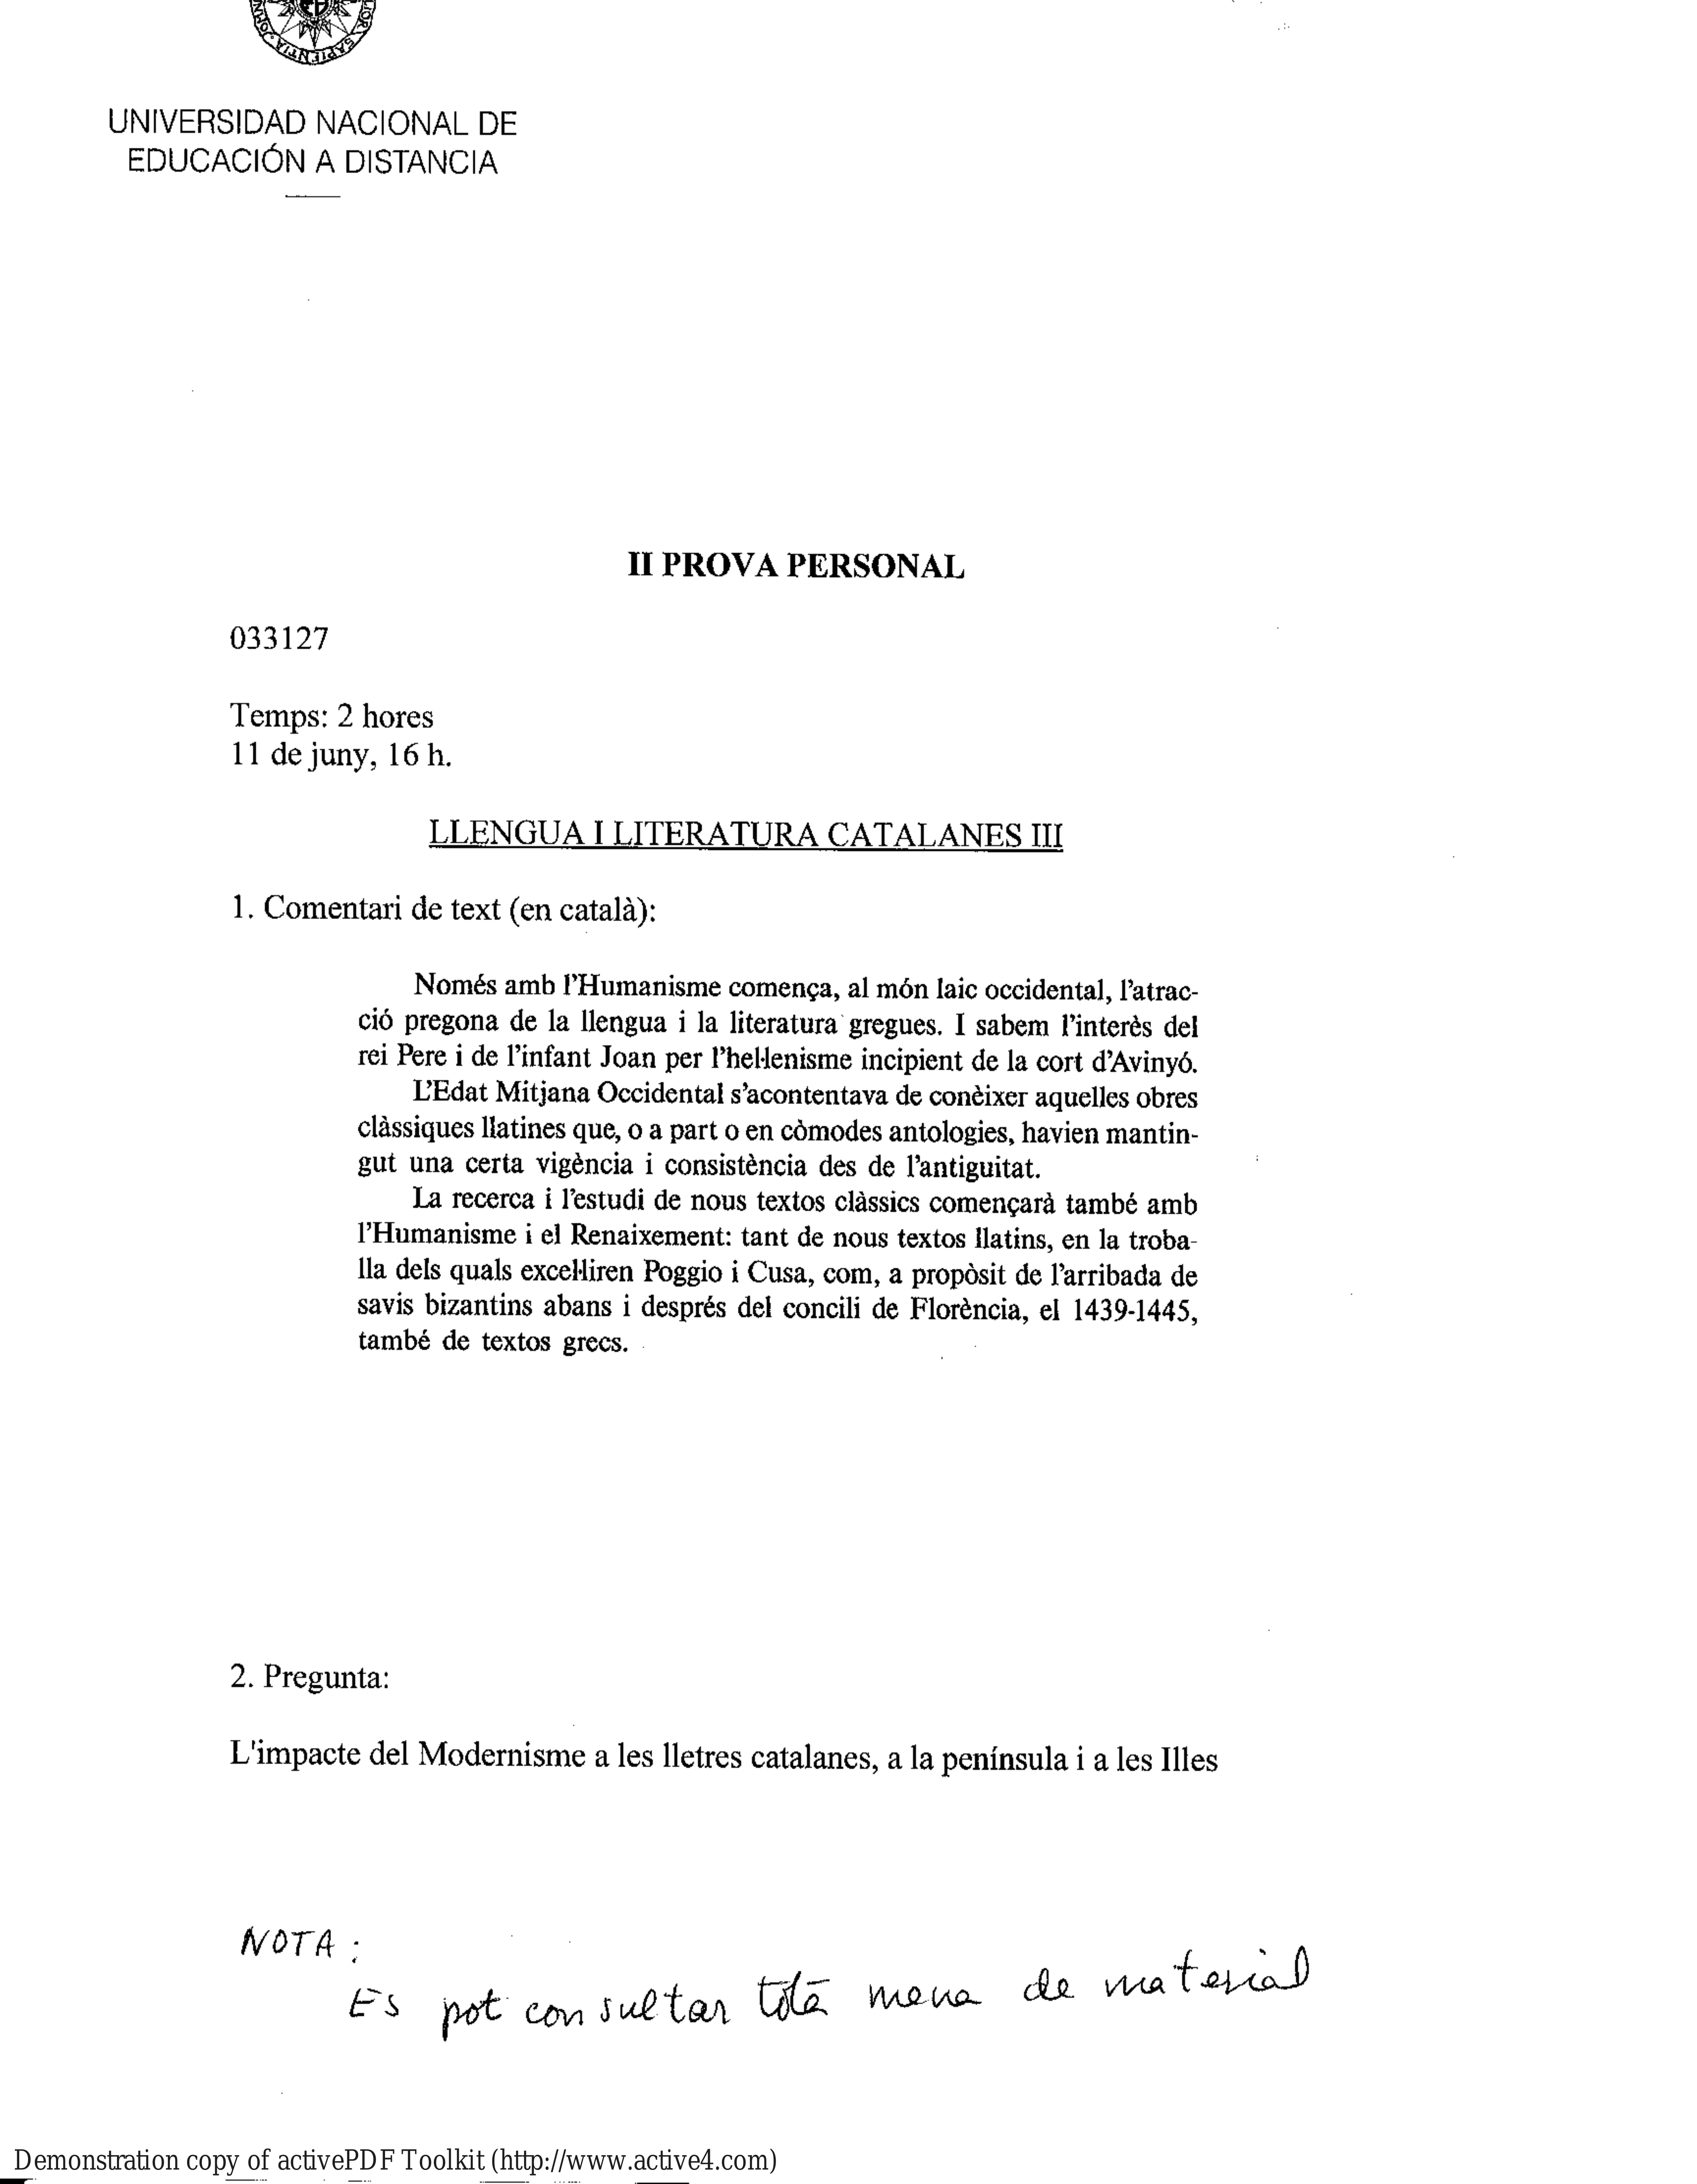 SAPIENTIA
UNIVERSIDAD NACIONAL DE
EDUCACIÓN A DISTANCIA
II PROVA PERSONAL
033127
Temps: 2 hores
11 de juny, 16 h.
LLENGUA I LITERATURA CATALANES III
1. Comentari de text (en català):
Només amb l'Humanisme comença, al món laic occidental, l'atrac-
ció pregona de la llengua i la literatura gregues. I sabem l'interès del
rei Pere i de l'infant Joan per l'hel·lenisme incipient de la cort d'Avinyó.
L'Edat Mitjana Occidental s'acontentava de conèixer aquelles obres
clàssiques llatines que, o a part o en còmodes antologies, havien mantin-
gut una certa vigència i consistència des de l'antiguitat.
La recerca i l'estudi de nous textos clàssics començarà també amb
l'Humanisme i el Renaixement: tant de nous textos llatins, en la troba-
lla dels quals excel·liren Poggio i Cusa, com, a propòsit de l'arribada de
savis bizantins abans i després del concili de Florència, el 1439-1445,
també de textos grecs.
2. Pregunta:
L'impacte del Modernisme a les lletres catalanes, a la península i a les Illes
NOTA :
Es pot consultar tota mena de material
Demonstration copy of activePDF Toolkit (http://www.active4.com)